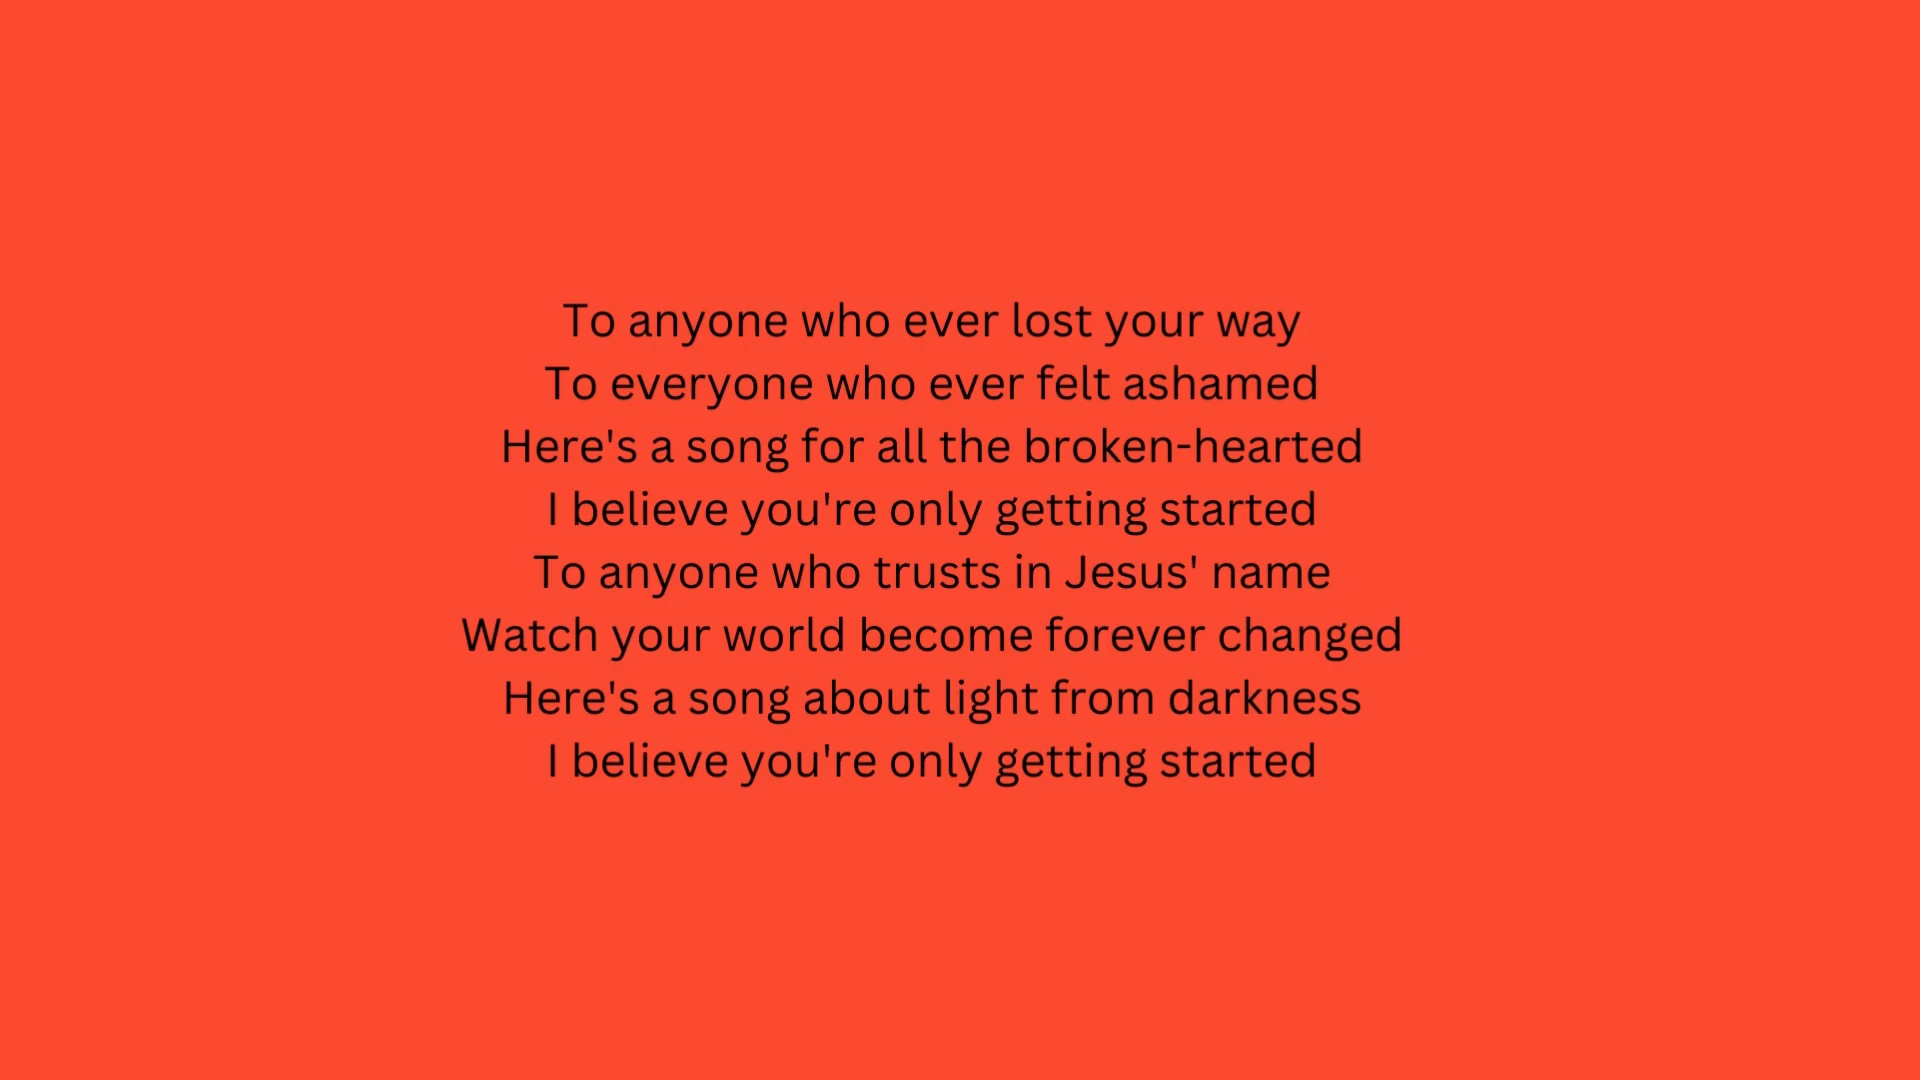 To anyone who ever lost your way
To everyone who ever felt ashamed
Here's a song for all the broken-hearted
I believe you're only getting started
To anyone who trusts in Jesus' name
Watch your world become forever changed
Here's a song about light from darkness
I believe you're only getting started